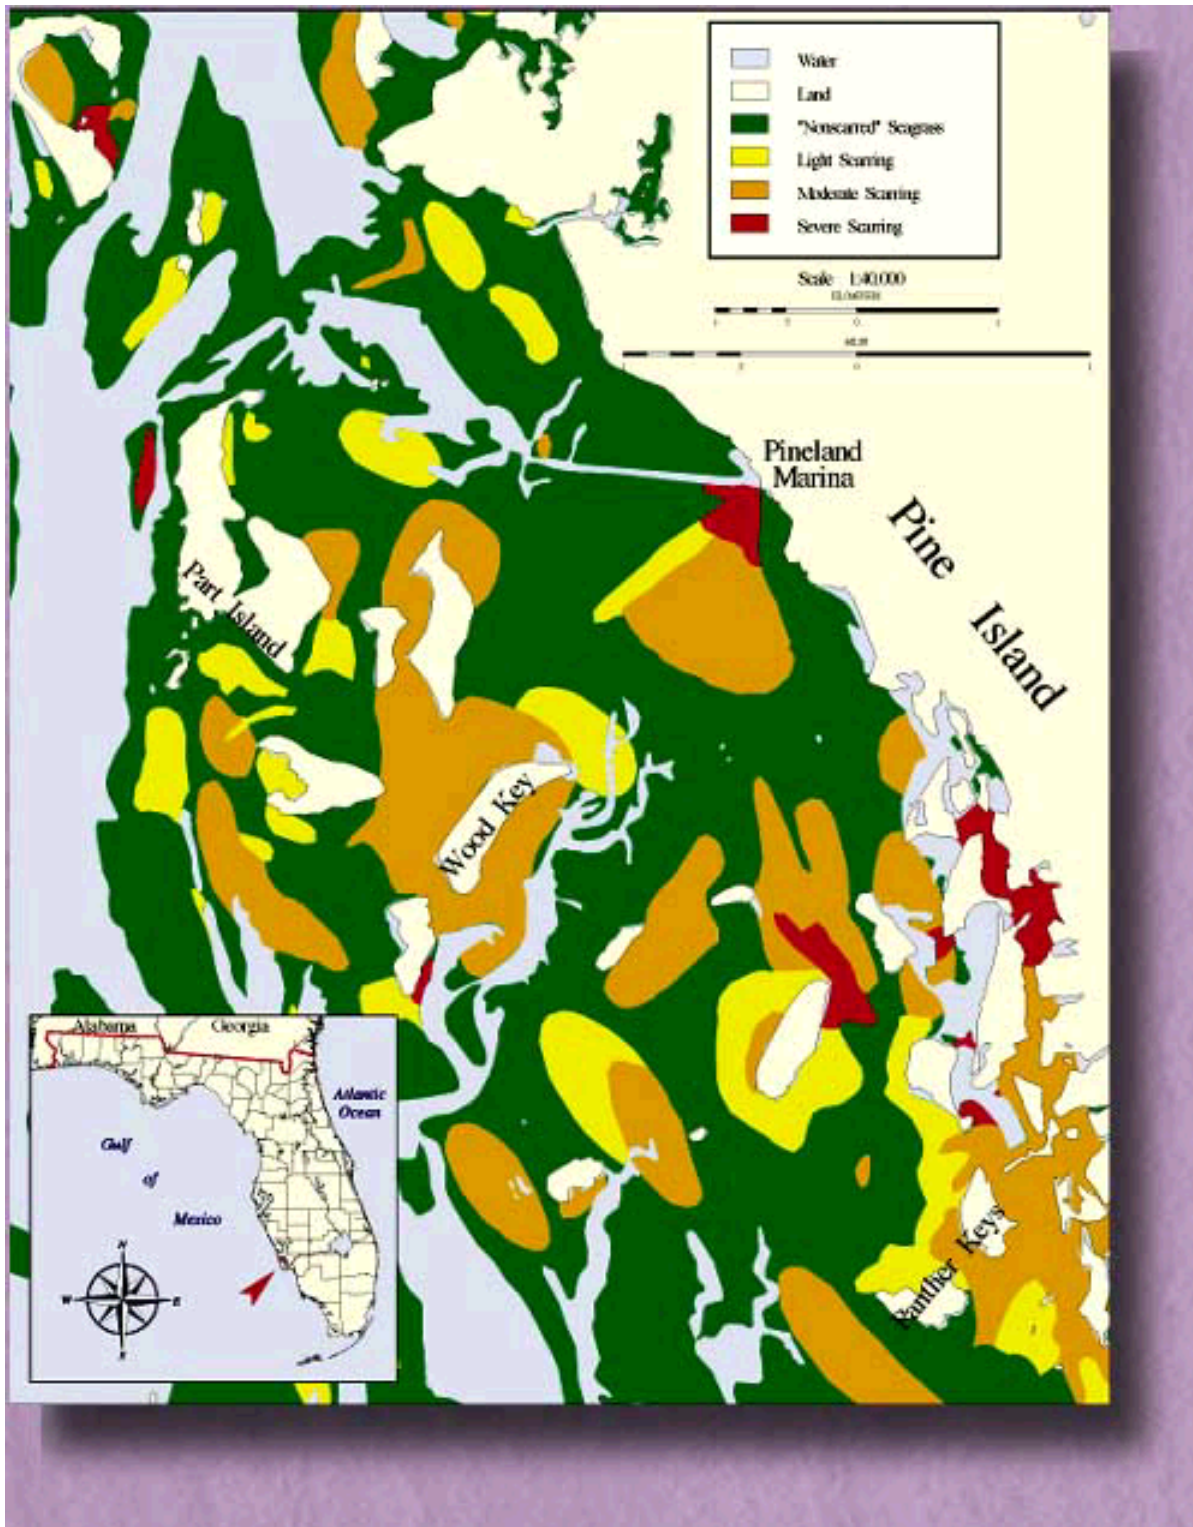 Water
Land
"Nonscarred" Seagrass
Light Scarring
Moderate Scarring
Severe Scarring
Scale 1:40,000
Pineland
Marina
Pine Island
Part Island
Wood Key
Panther Keys
Alabama
Georgia
Atlantic
Ocean
Gulf
of
Mexico
N
W
E
S